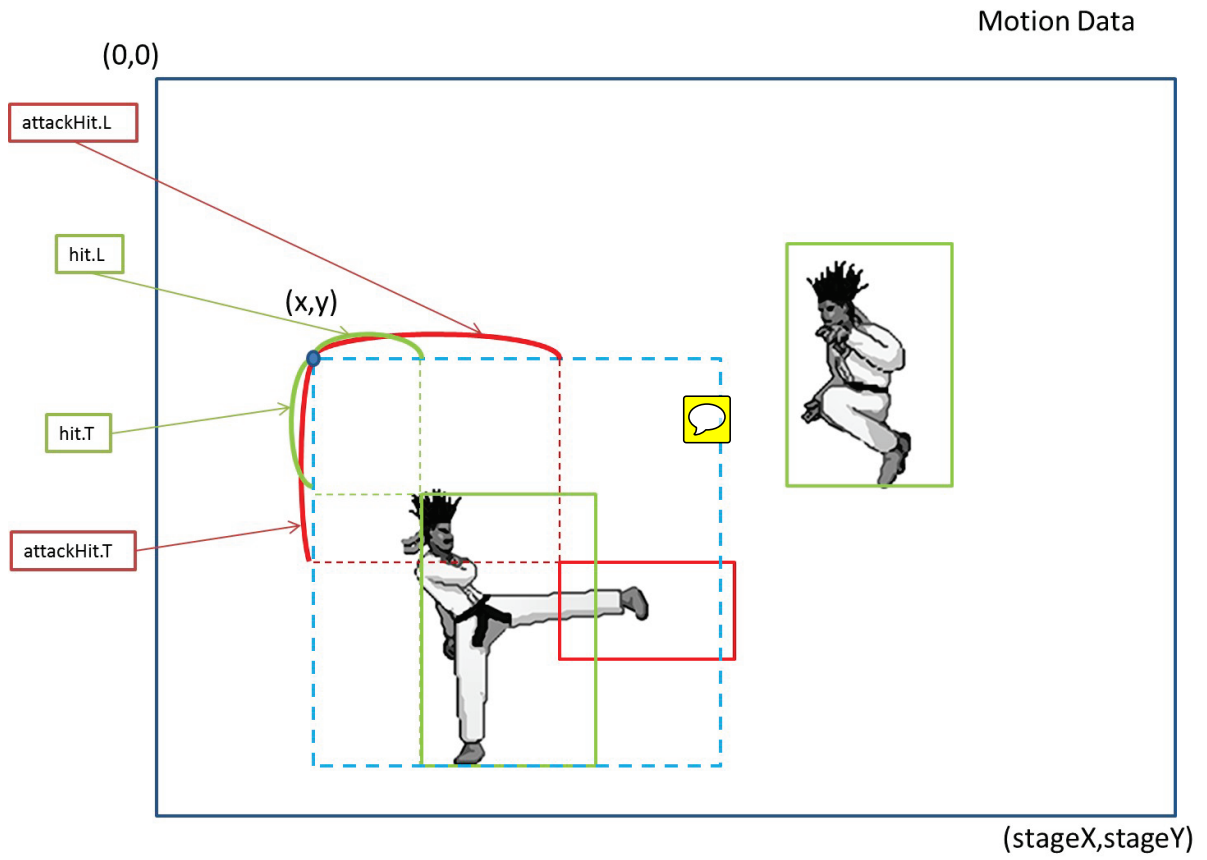 Motion Data
(0,0)
attackHit.L
hit.L
(x,y)
hit.T
attackHit.T
(stageX,stageY)